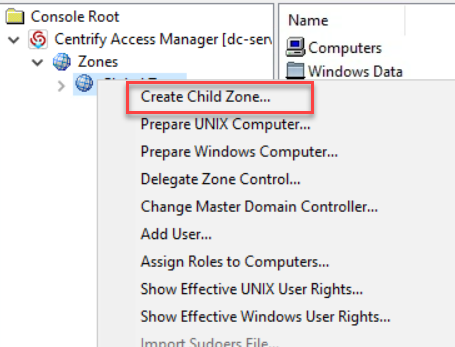 Console Root
Name
Centrify Access Manager [dc-serv
Computers
Zones
Windows Data
Create Child Zone...
Prepare UNIX Computer...
Prepare Windows Computer...
Delegate Zone Control...
Change Master Domain Controller...
Add User...
Assign Roles to Computers...
Show Effective UNIX User Rights...
Show Effective Windows User Rights...
Import Sudoers File...